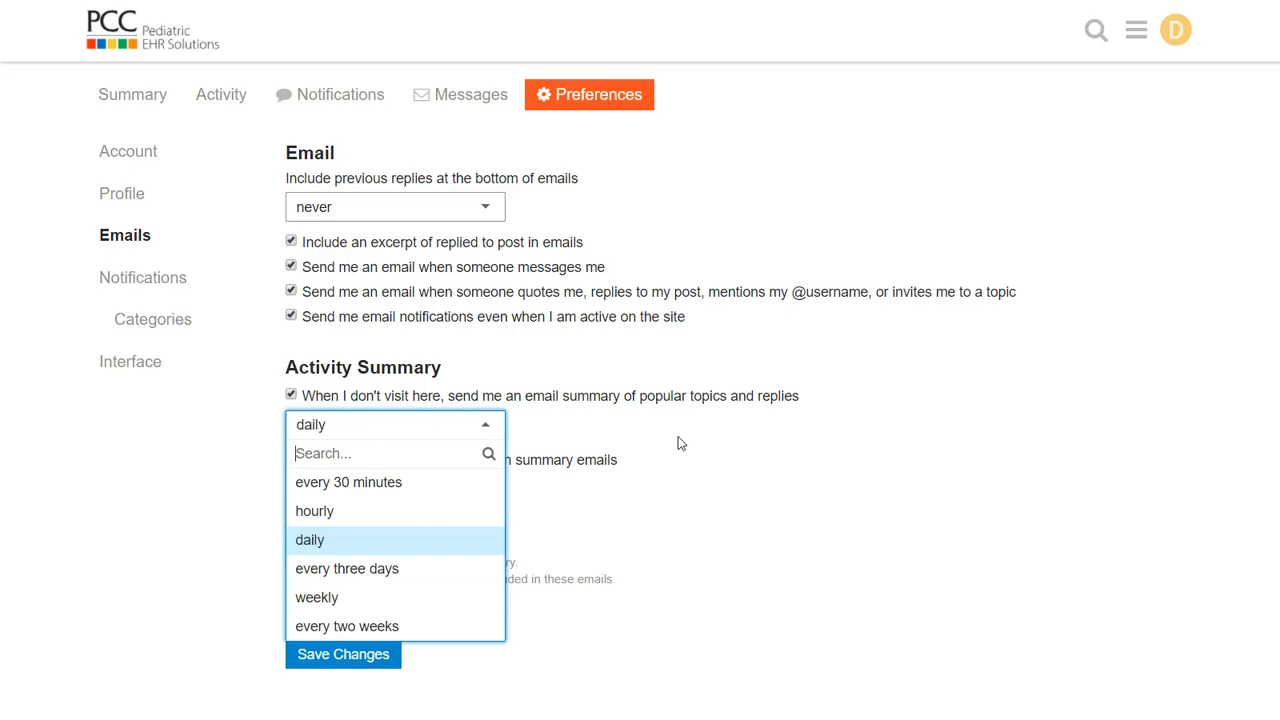 PCC Pediatric
EHR Solutions
D
Summary
Activity
Notifications
Messages
Preferences
Account
Profile
Emails
Notifications
Categories
Interface
Email
Include previous replies at the bottom of emails
never
Include an excerpt of replied to post in emails
Send me an email when someone messages me
Send me an email when someone quotes me, replies to my post, mentions my @username, or invites me to a topic
Send me email notifications even when I am active on the site
Activity Summary
When I don't visit here, send me an email summary of popular topics and replies
daily
Search...
summary emails
every 30 minutes
hourly
daily
every three days
weekly
every two weeks
in these emails.
Save Changes